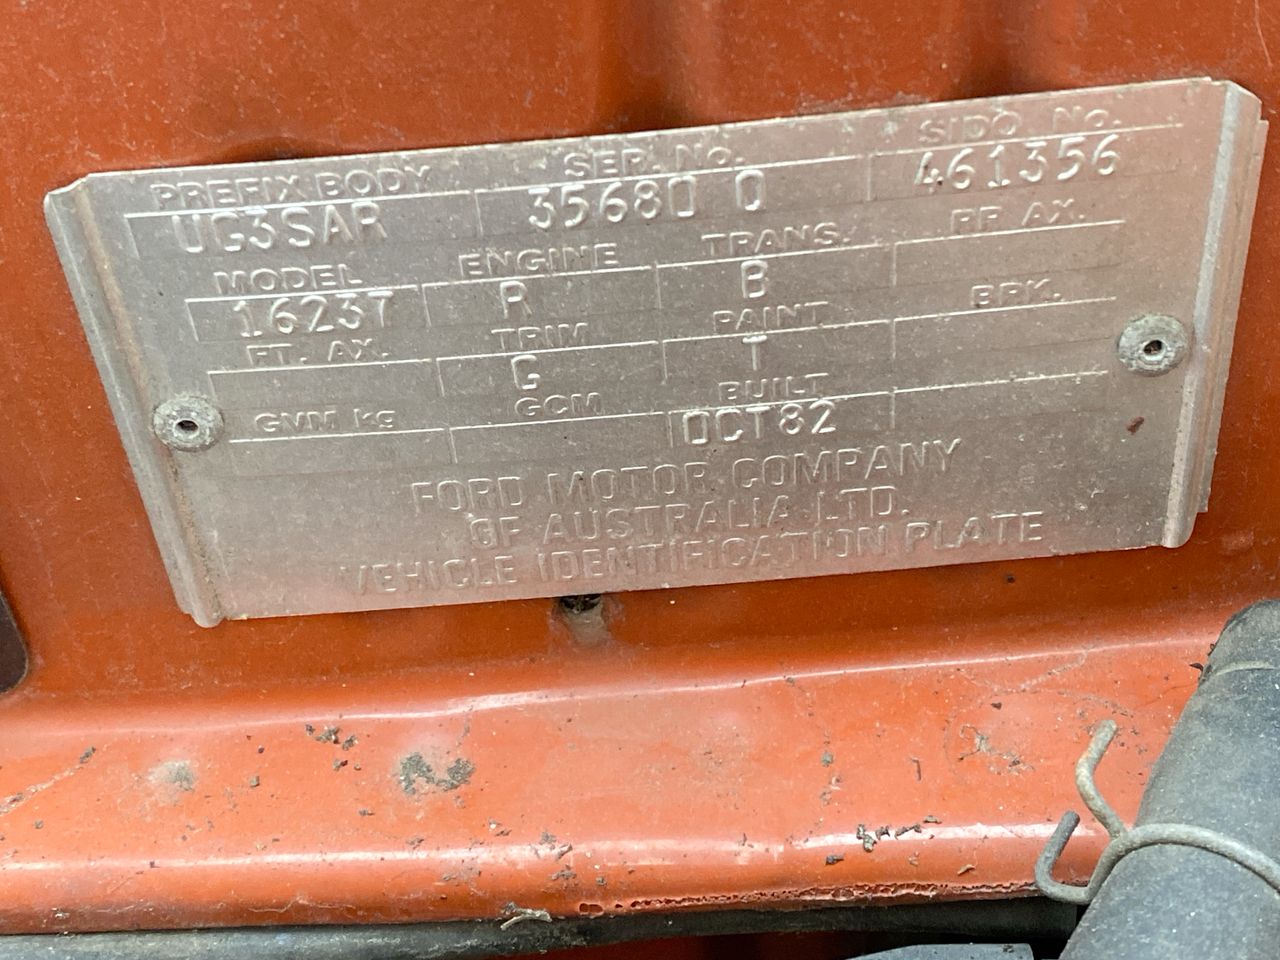 PREFIX BODY SER. No. SIDO. No.
UG3SAR 35680 0 461356
MODEL ENGINE TRANS. RR AX.
16237 R B
FT. AX. TRIM PAINT BRK.
G T
GVM kg GCM BUILT
OCT82
FORD MOTOR COMPANY
OF AUSTRALIA LTD.
VEHICLE IDENTIFICATION PLATE